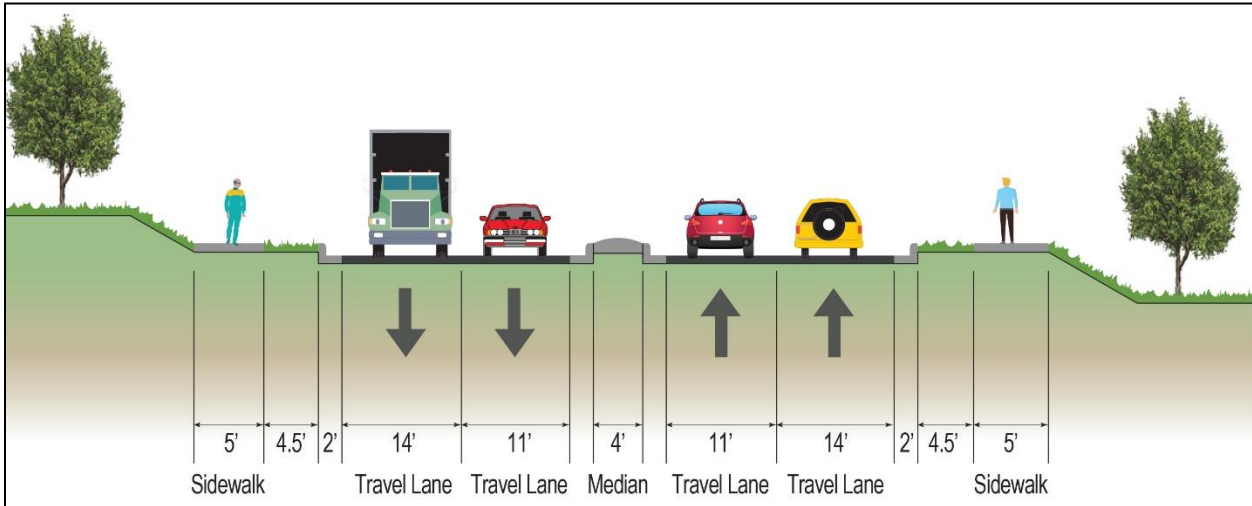 5’ 4.5’ 2’ 14’ 11’ 4’ 11’ 14’ 2’ 4.5’ 5’
Sidewalk Travel Lane Travel Lane Median Travel Lane Travel Lane Sidewalk